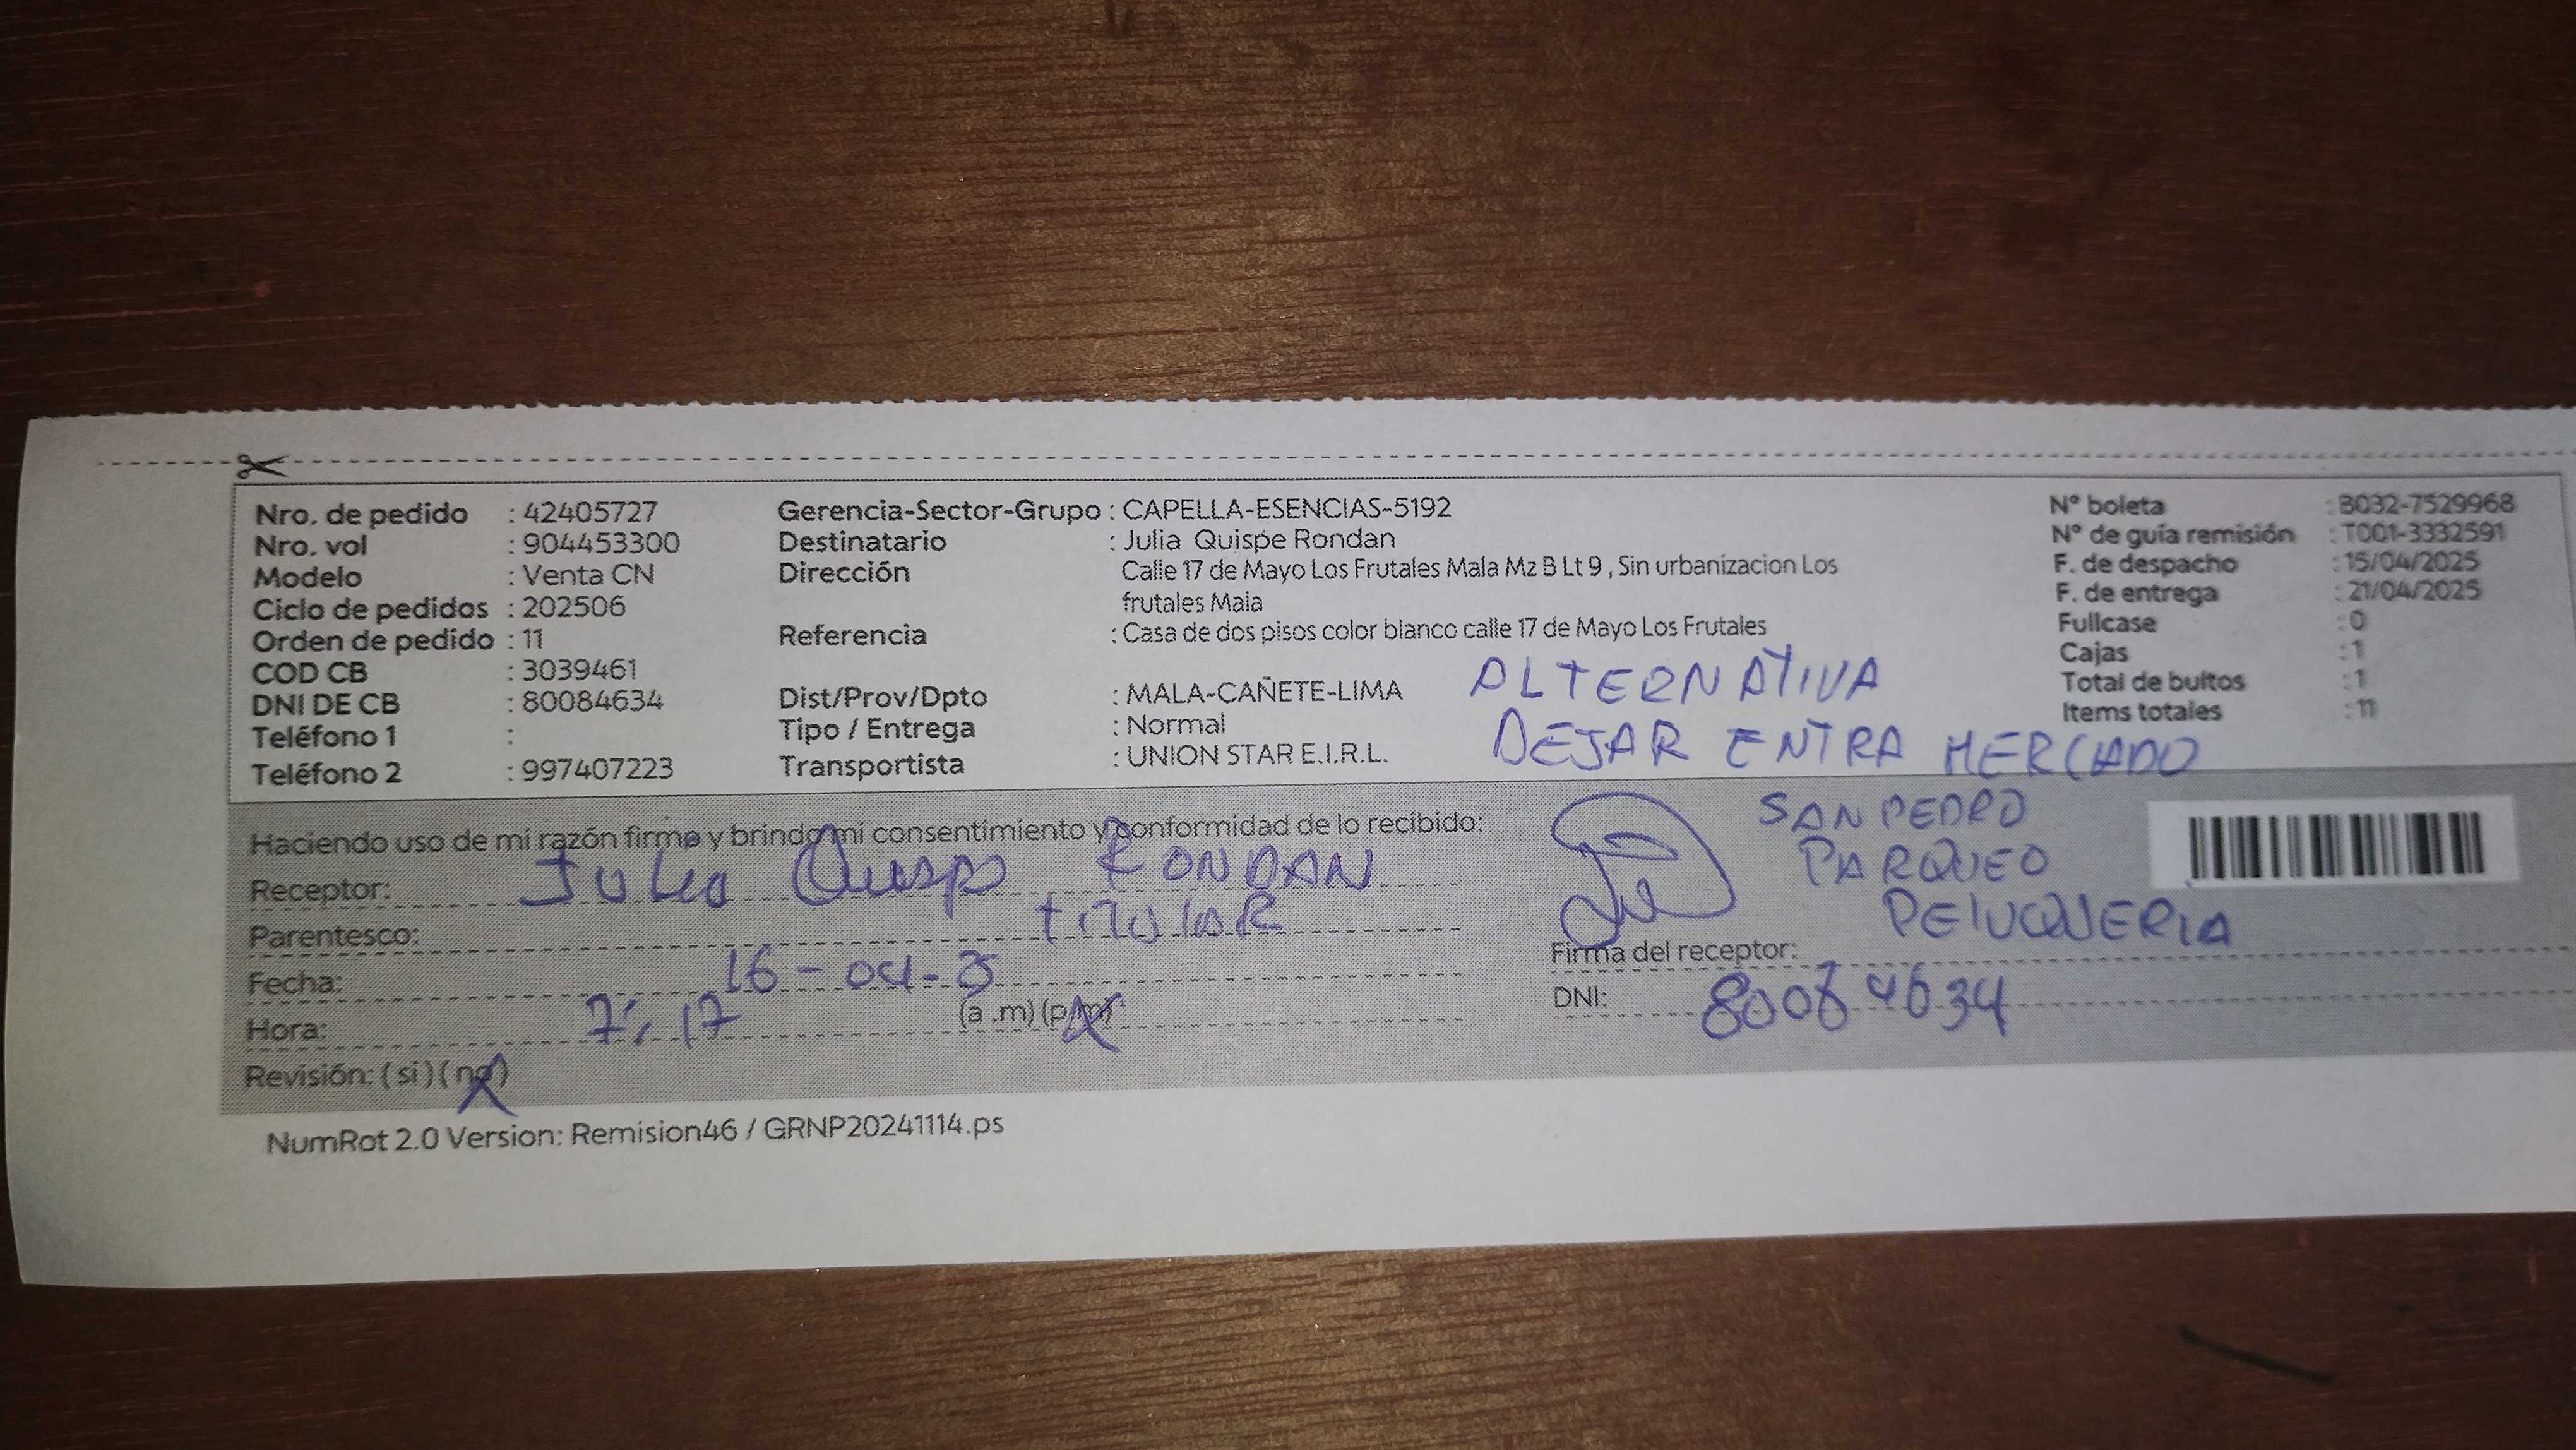 Nro. de pedido : 42405727
Nro. vol : 904453300
Modelo : Venta CN
Ciclo de pedidos : 202506
Orden de pedido : 11
COD CB : 3039461
DNI DE CB : 80084634
Teléfono 1 :
Teléfono 2 : 997407223
Gerencia-Sector-Grupo : CAPELLA-ESENCIAS-5192
Destinatario : Julia Quispe Rondan
Dirección Calle 17 de Mayo Los Frutales Mala Mz B Lt 9 , Sin urbanizacion Los
frutales Mala
Referencia : Casa de dos pisos color blanco calle 17 de Mayo Los Frutales
Dist/Prov/Dpto : MALA-CAÑETE-LIMA
Tipo / Entrega : Normal
Transportista : UNION STAR E.I.R.L.
N° boleta : B032-7529968
N° de guía remisión : T001-3332591
F. de despacho : 15/04/2025
F. de entrega : 21/04/2025
Fullcase : 0
Cajas : 1
Total de bultos : 1
Items totales : 11
ALTERNATIVA
DEJAR ENTRA MERCADO
SAN PEDRO
PARQUEO
PELUQUERIA
Haciendo uso de mi razón firmo y brindo mi consentimiento y conformidad de lo recibido:
Receptor: Julia Quispe RONDAN
Parentesco: titular
Fecha: 16 - 04 -
Hora: 7:17 (a .m) (p.m)
Revisión: (si) (no)
Firma del receptor:
DNI: 80084634
NumRot 2.0 Version: Remision46 / GRNP20241114.ps